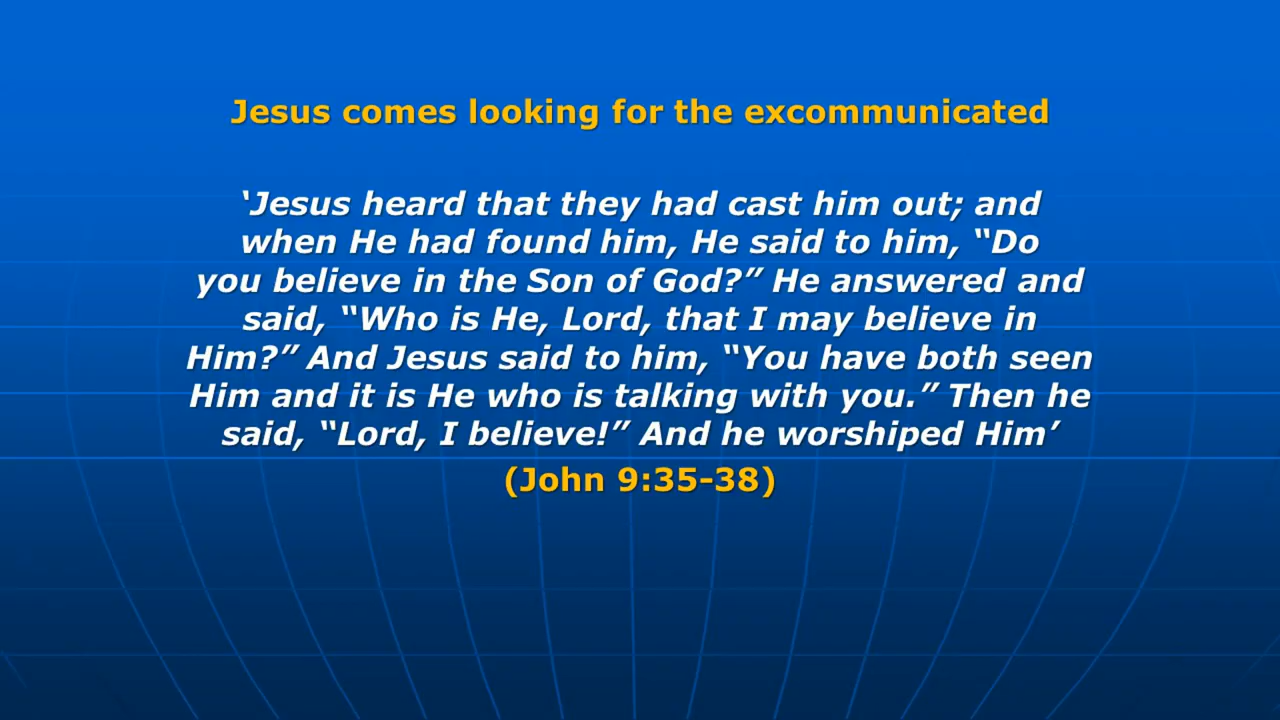 Jesus comes looking for the excommunicated
‘Jesus heard that they had cast him out; and
when He had found him, He said to him, “Do
you believe in the Son of God?” He answered and
said, “Who is He, Lord, that I may believe in
Him?” And Jesus said to him, “You have both seen
Him and it is He who is talking with you.” Then he
said, “Lord, I believe!” And he worshiped Him’
(John 9:35-38)